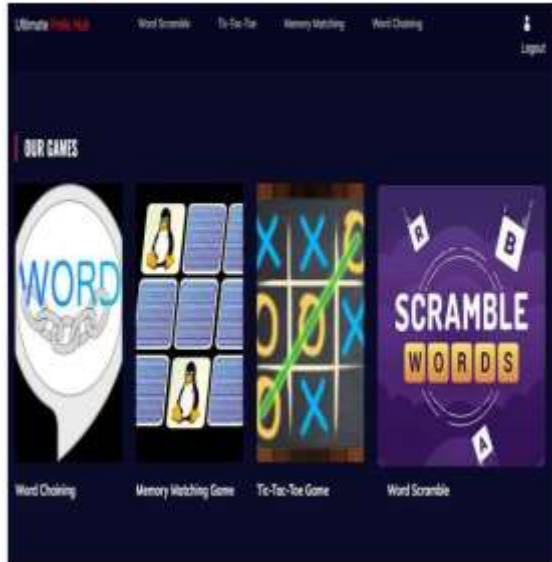 Ultimate Frolic Hub
Word Scramble Tic-Tac-Toe Memory Matching Word Chaining
Logout
OUR GAMES
WORD
R
B
SCRAMBLE
WORDS
A
Word Chaining Memory Matching Game Tic-Tac-Toe Game Word Scramble